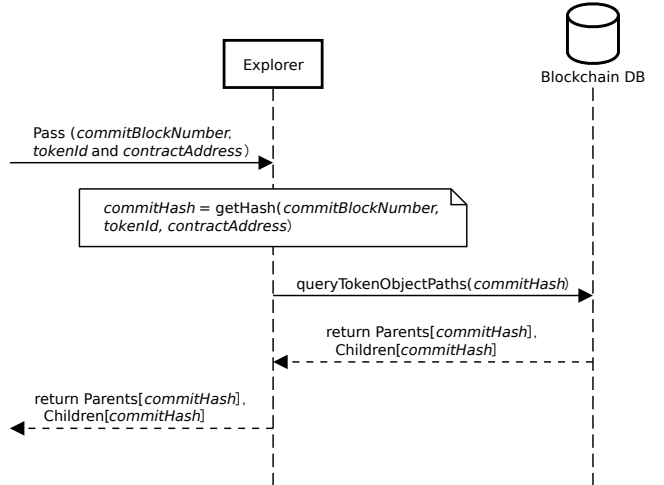 Explorer
Blockchain DB
Pass (commitBlockNumber,
tokenId and contractAddress)
commitHash = getHash(commitBlockNumber,
tokenId, contractAddress)
queryTokenObjectPaths(commitHash)
return Parents[commitHash],
Children[commitHash]
return Parents[commitHash],
Children[commitHash]